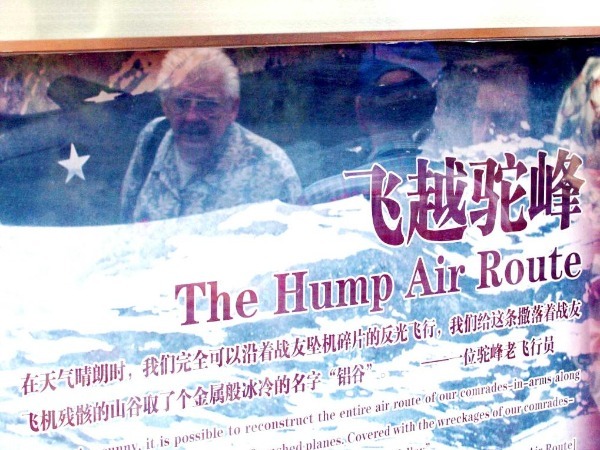 飞越驼峰
The Hump Air Route
在天气晴朗时，我们完全可以沿着战友坠机碎片的反光飞行，我们给这条撒落着战友
飞机残骸的山谷取了个金属般冰冷的名字“铝谷”
——一位驼峰老飞行员
sunny, it is possible to reconstruct the entire air route of our comrades-in-arms along
planes. Covered with the wreckages of our comrades-
Air Route]